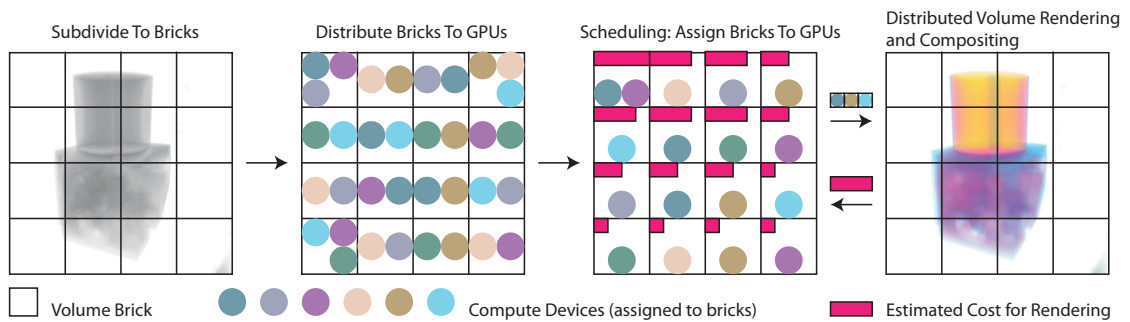 Subdivide To Bricks
Distribute Bricks To GPUs
Scheduling: Assign Bricks To GPUs
Distributed Volume Rendering
and Compositing
Volume Brick
Compute Devices (assigned to bricks)
Estimated Cost for Rendering